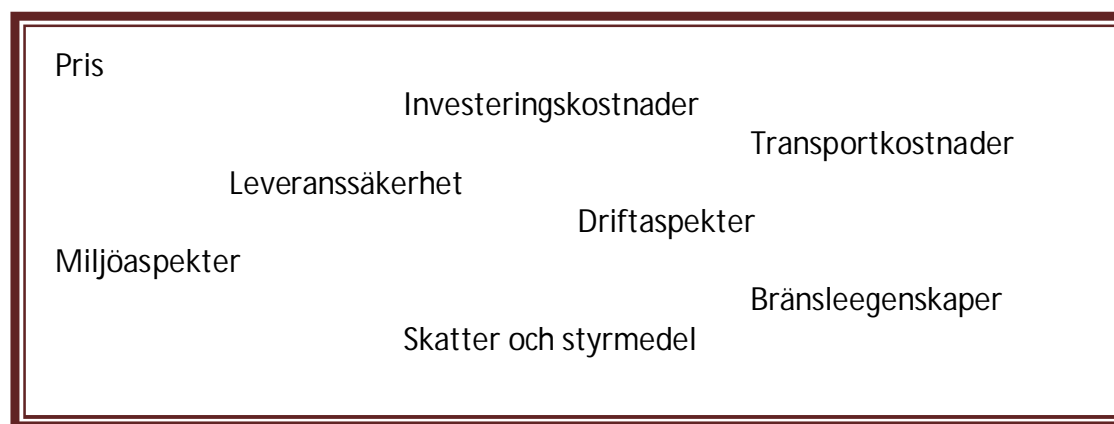 Pris
Investeringskostnader
Transportkostnader
Leveranssäkerhet
Driftaspekter
Miljöaspekter
Bränsleegenskaper
Skatter och styrmedel